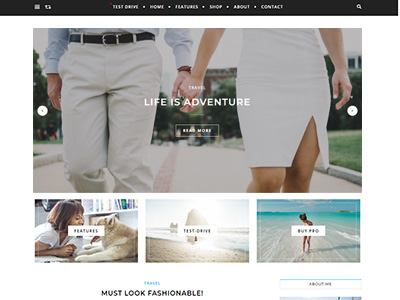 TEST DRIVE HOME FEATURES SHOP ABOUT CONTACT
TRAVEL
LIFE IS ADVENTURE
READ MORE
FEATURES
TEST-DRIVE
BUY PRO
TRAVEL
ABOUT ME
MUST LOOK FASHIONABLE!